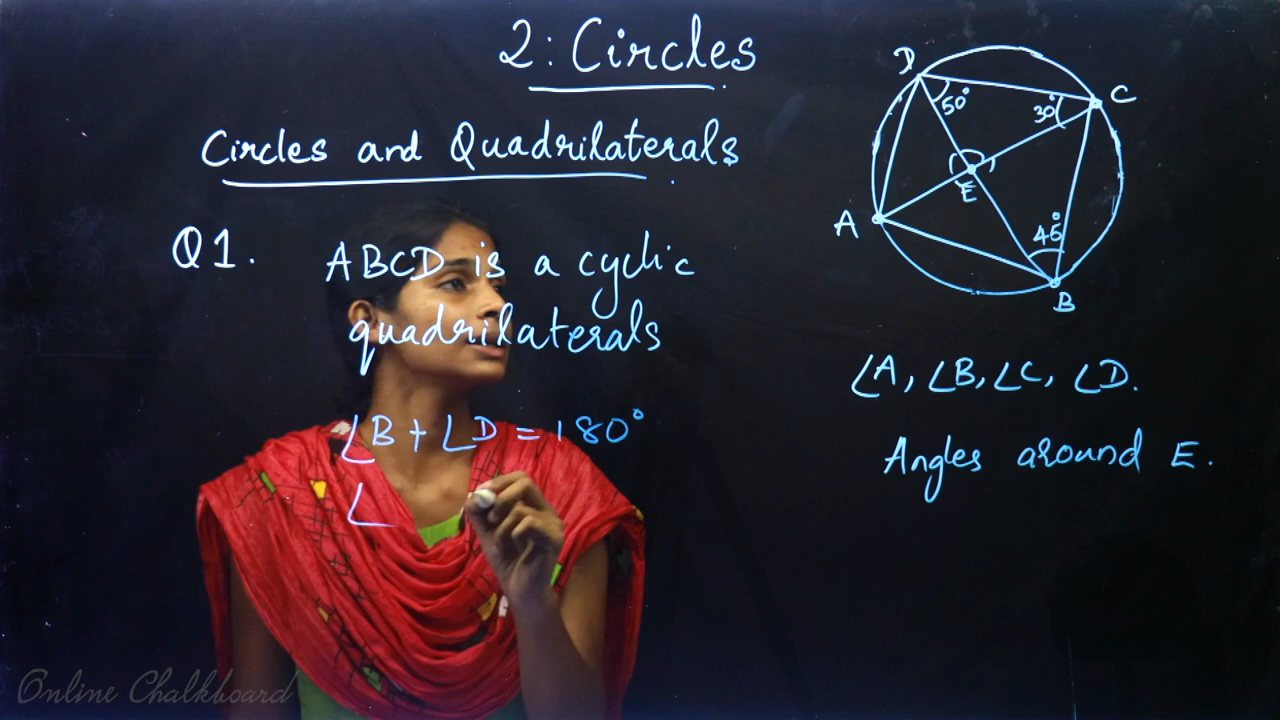 2: Circles
Circles and Quadrilaterals
Q1. ABCD is a cyclic
quadrilaterals
∠B + ∠D = 180°
∠
D
C
50°
30°
E
A
45°
B
∠A, ∠B, ∠C, ∠D.
Angles around E.
Online Chalkboard